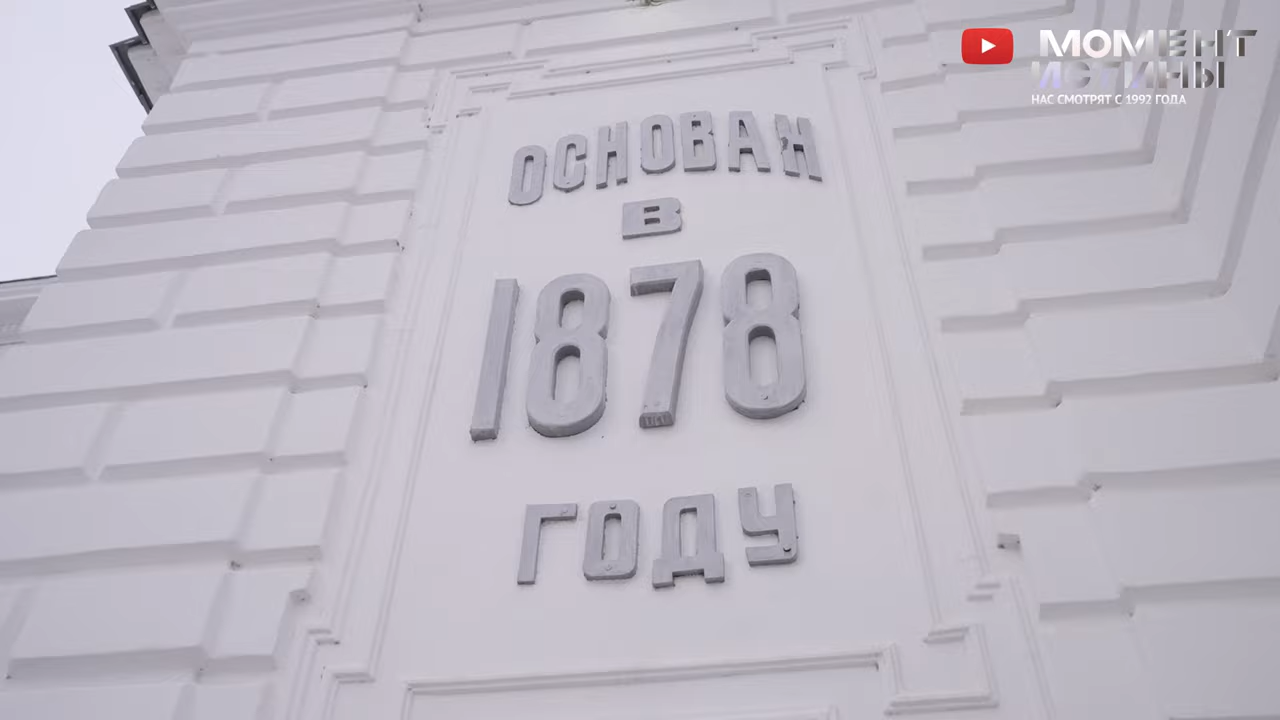 МОМЕНТ
ИСТИНЫ
НАС СМОТРЯТ С 1992 ГОДА
ОСНОВАН
В
1878
ГОДУ